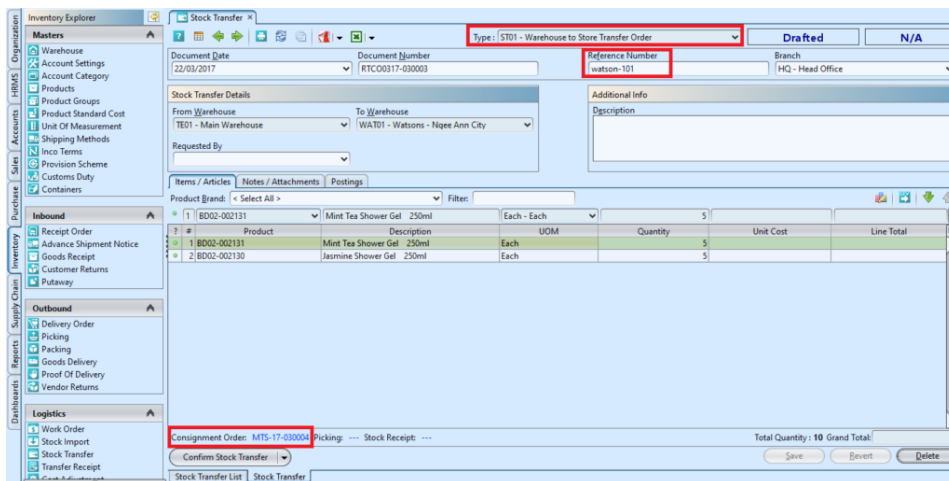 Organization
HRMS
Accounts
Sales
Purchase
Inventory
Supply Chain
Reports
Dashboards
Inventory Explorer
Masters
Warehouse
Account Settings
Account Category
Products
Product Groups
Product Standard Cost
Unit Of Measurement
Shipping Methods
Inco Terms
Provision Scheme
Customs Duty
Containers
Inbound
Receipt Order
Advance Shipment Notice
Goods Receipt
Customer Returns
Putaway
Outbound
Delivery Order
Picking
Packing
Goods Delivery
Proof Of Delivery
Vendor Returns
Logistics
Work Order
Stock Import
Stock Transfer
Transfer Receipt
Cost Adjustment
Stock Transfer ×
Type : ST01 - Warehouse to Store Transfer Order Drafted N/A
Document Date Document Number Reference Number Branch
22/03/2017 RTCO0317-030003 watson-101 HQ - Head Office
Stock Transfer Details Additional Info
From Warehouse To Warehouse Description
TE01 - Main Warehouse WAT01 - Watsons - Ngee Ann City
Requested By
Items / Articles Notes / Attachments Postings
Product Brand: < Select All > Filter:
1 BD02-002131 Mint Tea Shower Gel 250ml Each - Each 5
? # Product Description UOM Quantity Unit Cost Line Total
1 BD02-002131 Mint Tea Shower Gel 250ml Each 5
2 BD02-002130 Jasmine Shower Gel 250ml Each 5
Consignment Order: MTS-17-030004 Picking: --- Stock Receipt: --- Total Quantity : 10 Grand Total:
Confirm Stock Transfer Save Revert Delete
Stock Transfer List Stock Transfer